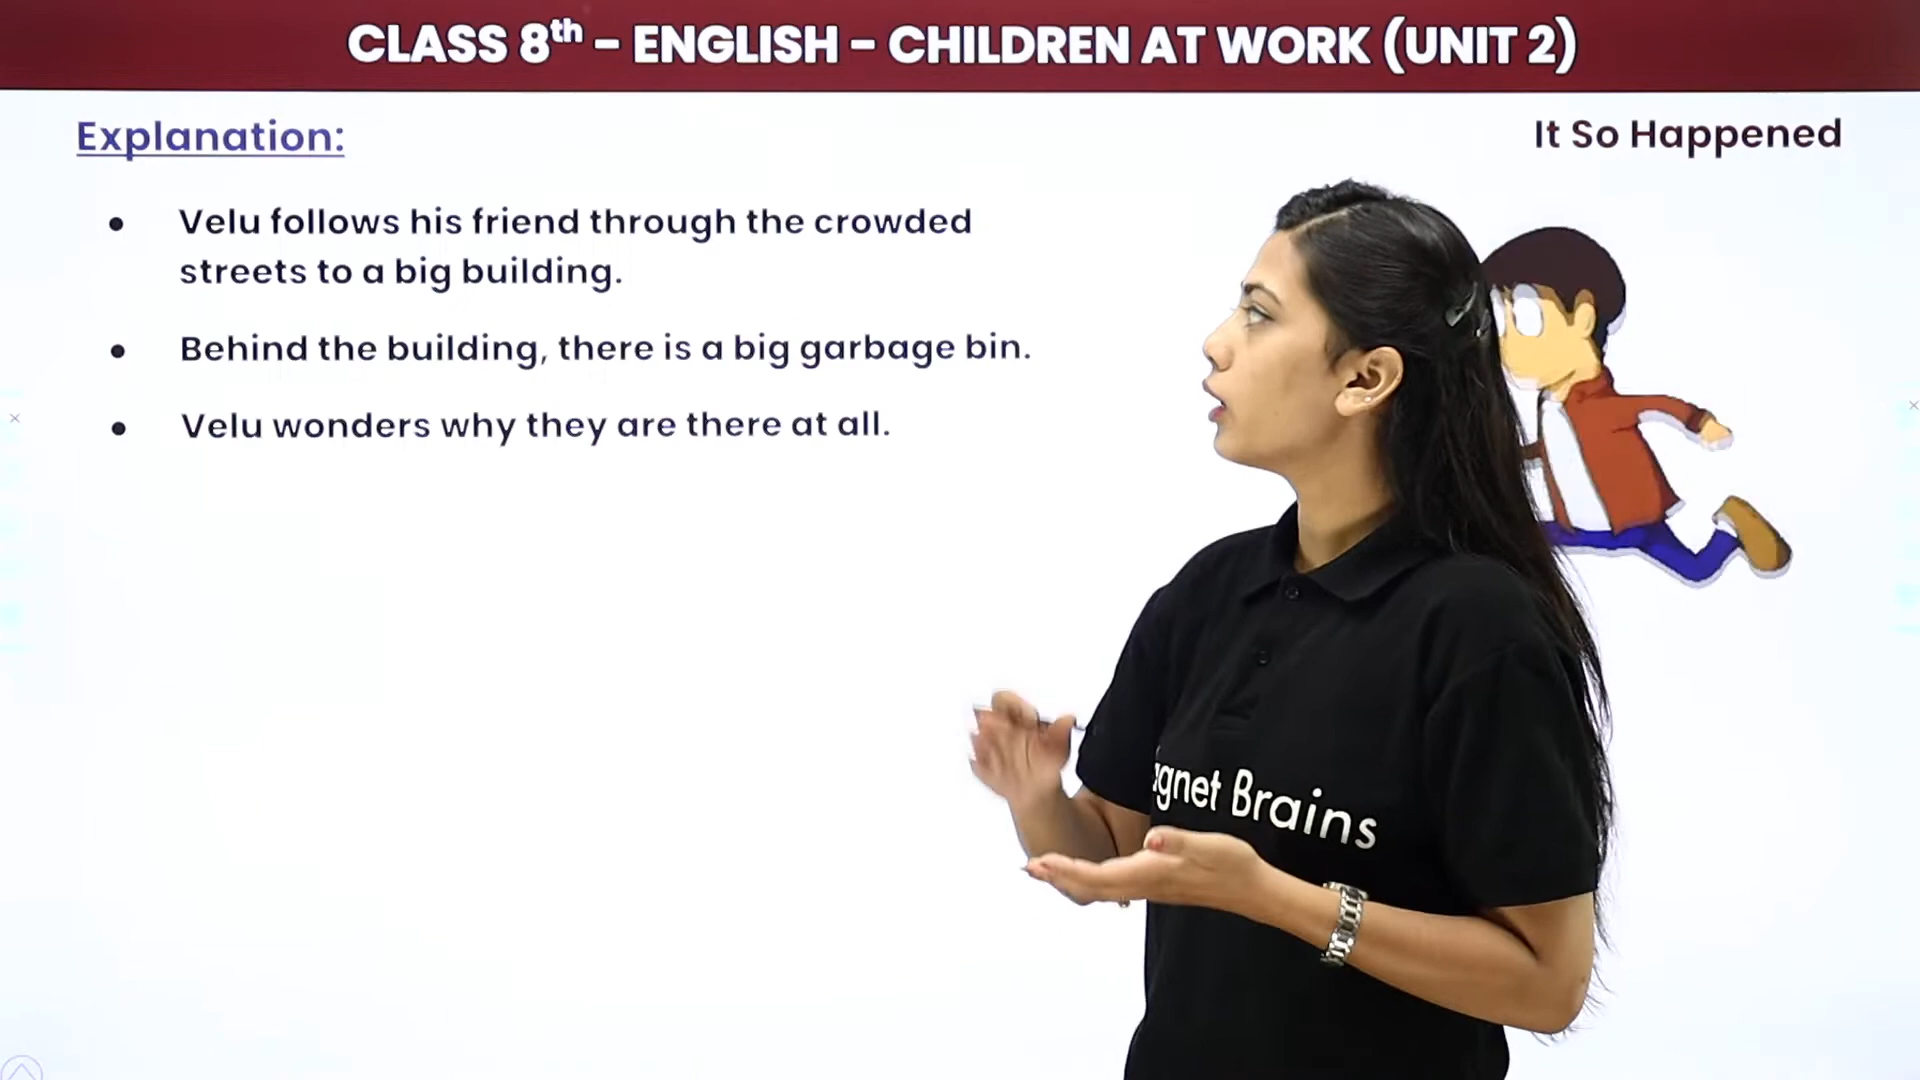 CLASS 8th – ENGLISH – CHILDREN AT WORK (UNIT 2)
Explanation:
It So Happened
• Velu follows his friend through the crowded
streets to a big building.
• Behind the building, there is a big garbage bin.
• Velu wonders why they are there at all.
Brains